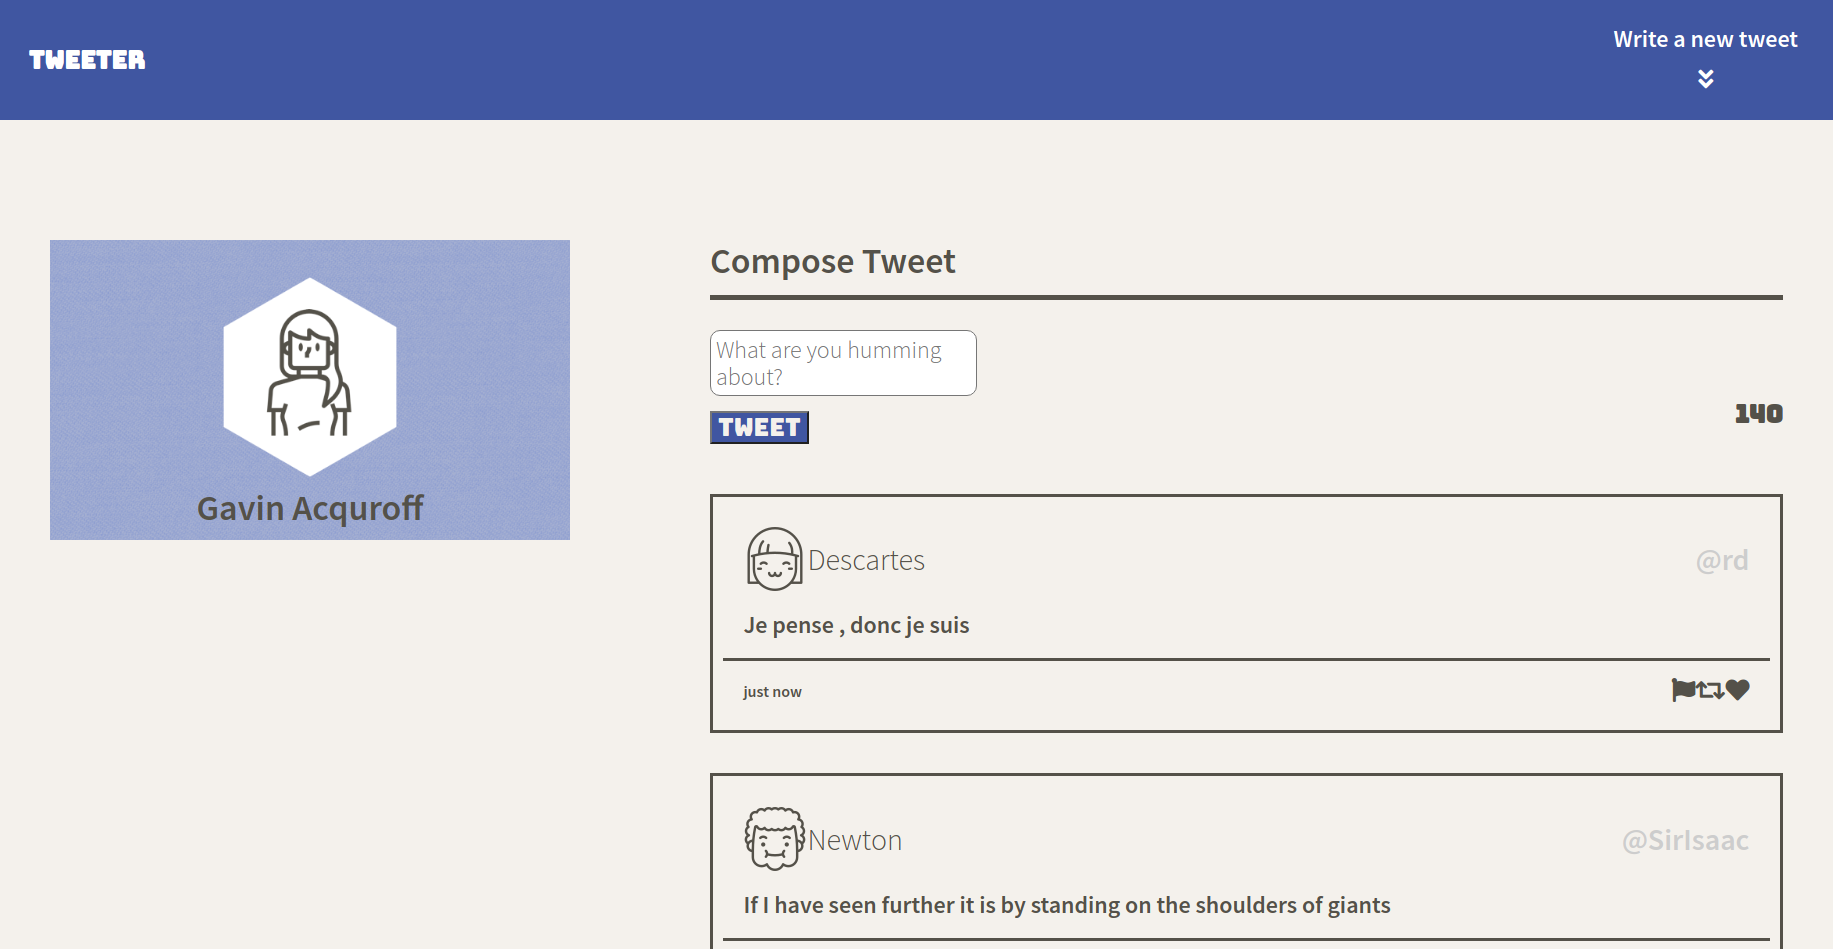 TWEETER
Write a new tweet
Gavin Acquroff
Compose Tweet
What are you humming
about?
TWEET
140
Descartes
@rd
Je pense , donc je suis
just now
Newton
@SirIsaac
If I have seen further it is by standing on the shoulders of giants